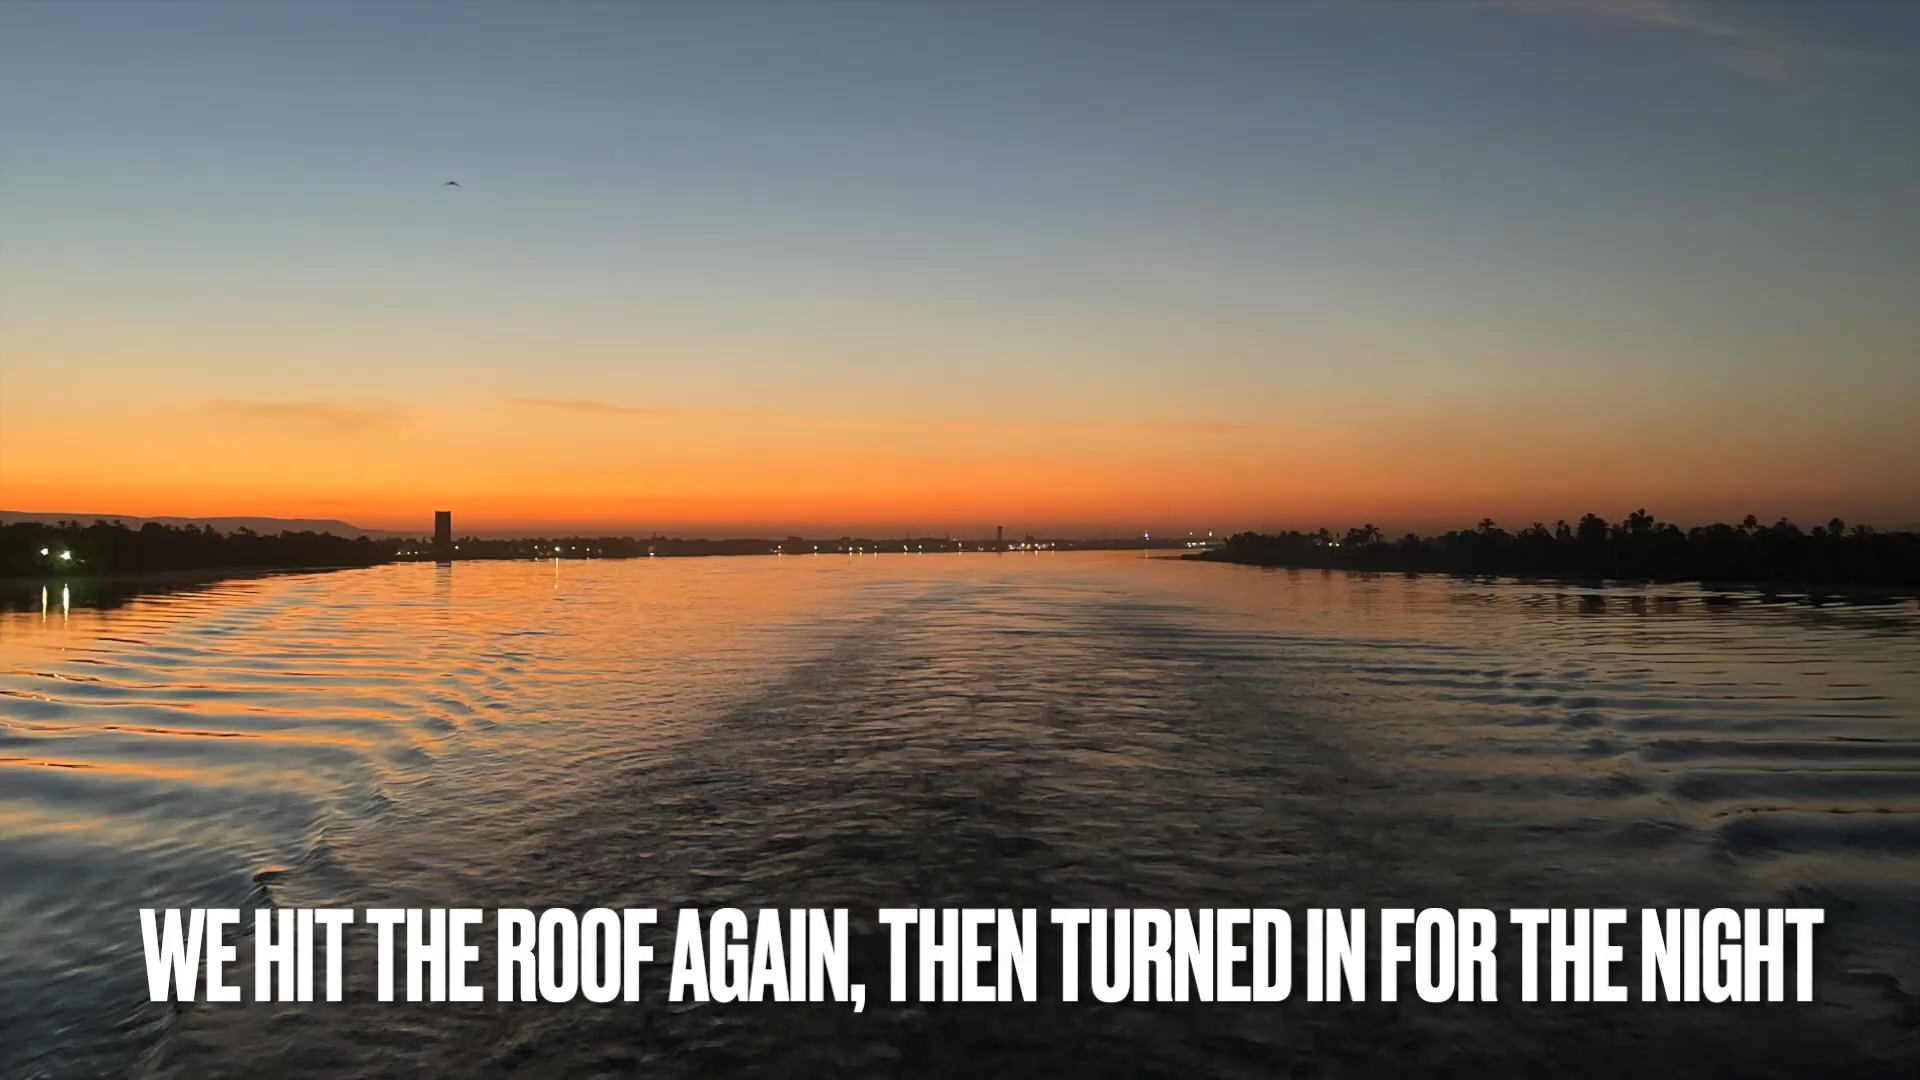 WE HIT THE ROOF AGAIN, THEN TURNED IN FOR THE NIGHT